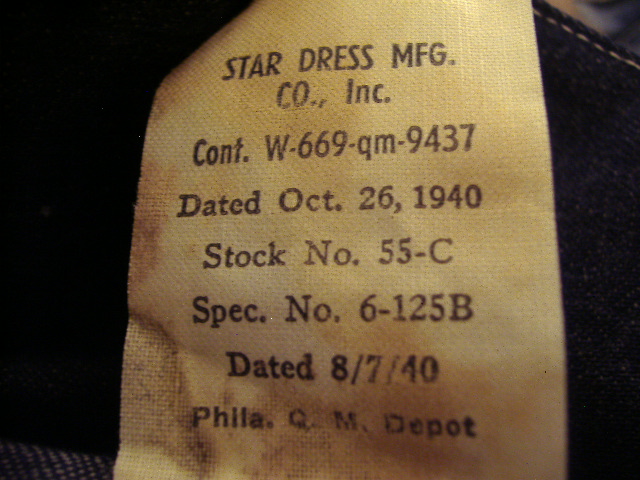 STAR DRESS MFG.
CO., Inc.
Cont. W-669-qm-9437
Dated Oct. 26, 1940
Stock No. 55-C
Spec. No. 6-125B
Dated 8/7/40
Phila. Q. M. Depot